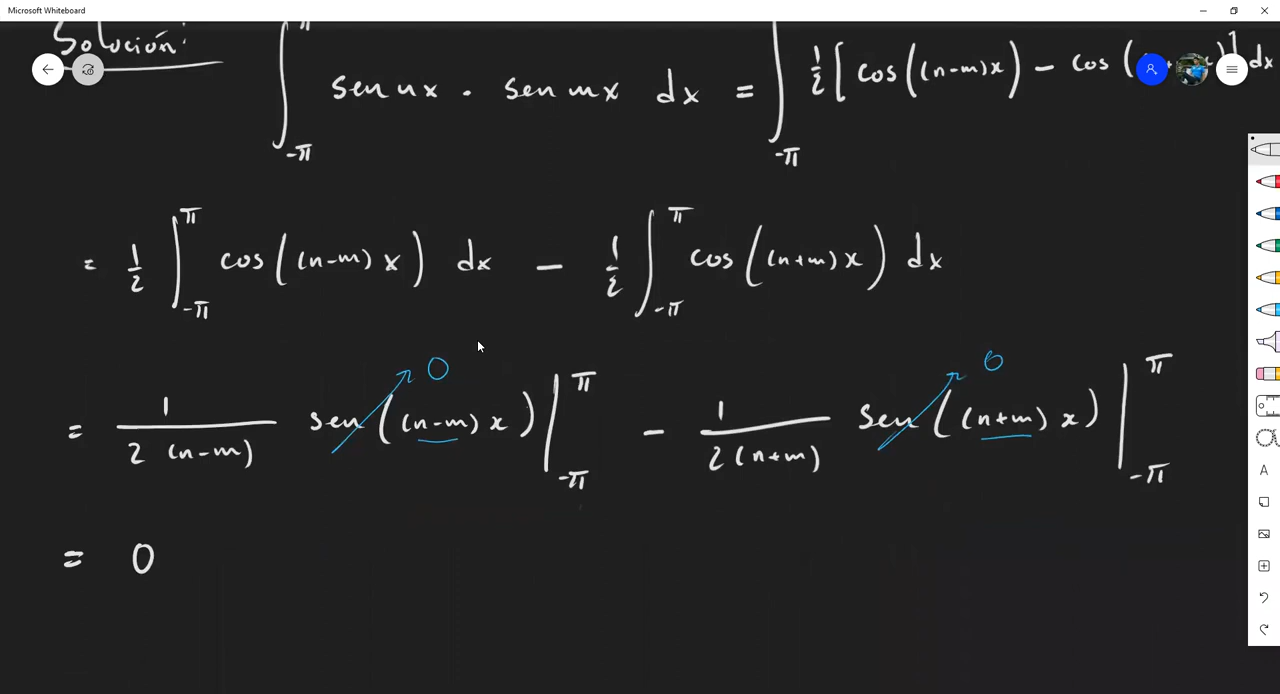 Microsoft Whiteboard
Solución:
∫_{-π}^{π} sen nx · sen mx dx = ∫_{-π} 1/2 [cos((n-m)x) - cos( dx
= 1/2 ∫_{-π}^{π} cos((n-m)x) dx - 1/2 ∫_{-π}^{π} cos((n+m)x) dx
= 1/(2(n-m)) sen((n-m)x) |_{-π}^{π} - 1/(2(n+m)) sen((n+m)x) |_{-π}^{π}
0 0
= 0
A